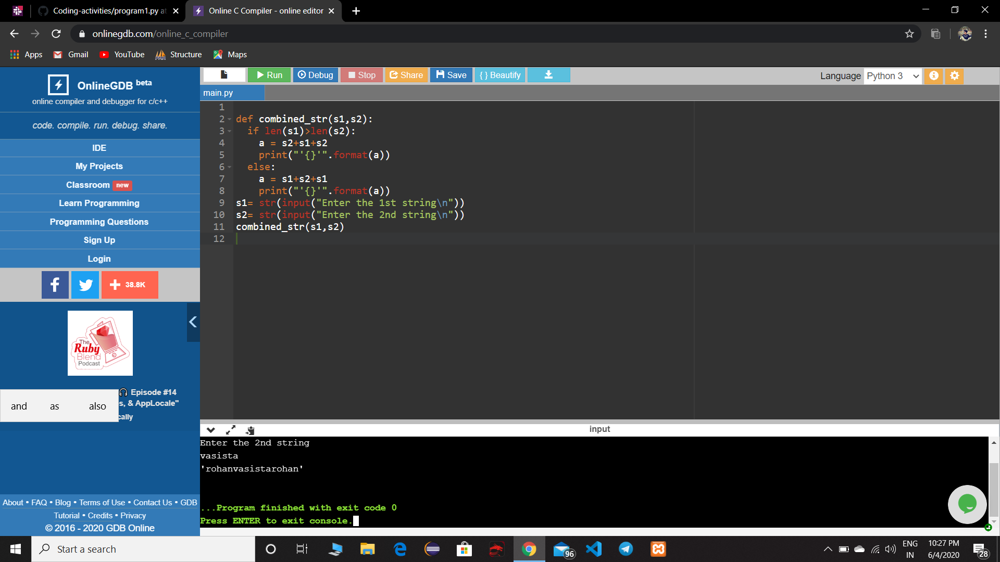 Coding-activities/program1.py at
Online C Compiler - online editor
onlinegdb.com/online_c_compiler
Apps
Gmail
YouTube
Structure
Maps
OnlineGDB beta
online compiler and debugger for c/c++
code. compile. run. debug. share.
IDE
My Projects
Classroom new
Learn Programming
Programming Questions
Sign Up
Login
38.8K
The
Ruby
Blend
Podcast
Episode #14
s, & AppLocale"
cally
and as also
About • FAQ • Blog • Terms of Use • Contact Us • GDB
Tutorial • Credits • Privacy
© 2016 - 2020 GDB Online
Run
Debug
Stop
Share
Save
{ } Beautify
Language Python 3
main.py
1
2 def combined_str(s1,s2):
3   if len(s1)>len(s2):
4     a = s2+s1+s2
5     print("'{}'".format(a))
6   else:
7     a = s1+s2+s1
8     print("'{}'".format(a))
9 s1= str(input("Enter the 1st string\n"))
10 s2= str(input("Enter the 2nd string\n"))
11 combined_str(s1,s2)
12
input
Enter the 2nd string
vasista
'rohanvasistarohan'
...Program finished with exit code 0
Press ENTER to exit console.
Start a search
96
ENG
IN
10:27 PM
6/4/2020
28